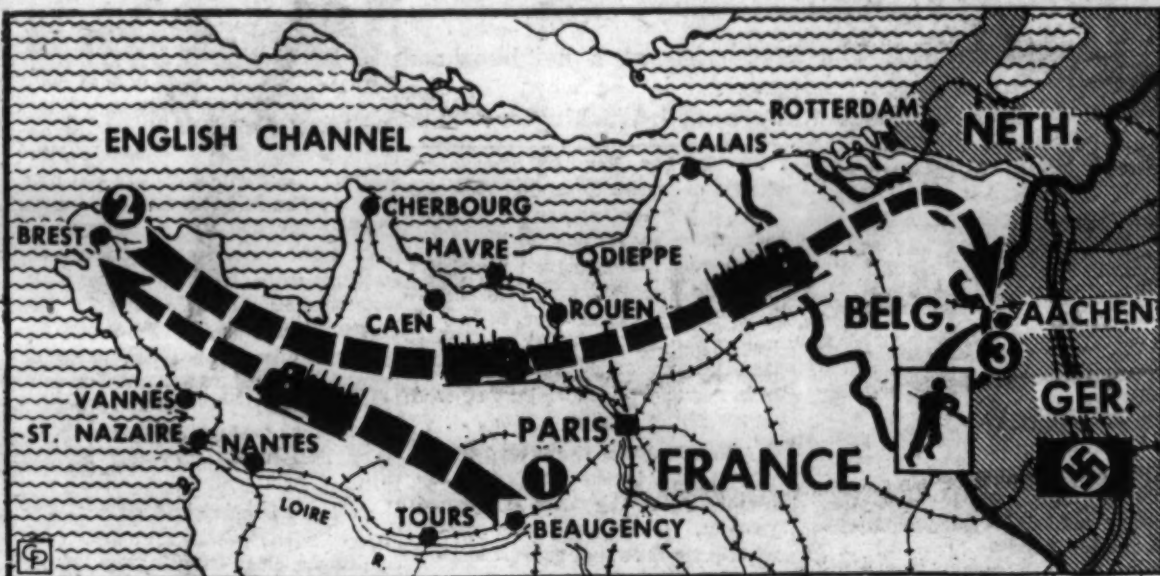 ROTTERDAM
NETH.
ENGLISH CHANNEL
CALAIS
2
CHERBOURG
BREST
HAVRE
DIEPPE
ROUEN
CAEN
BELG.
AACHEN
3
VANNES
GER.
ST. NAZAIRE
NANTES
PARIS
1
FRANCE
LOIRE
R.
TOURS
BEAUGENCY
CP